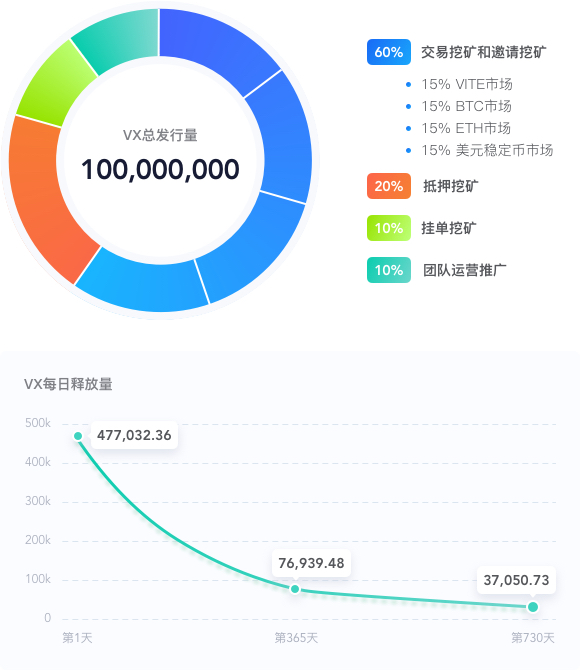 VX总发行量
100,000,000
60% 交易挖矿和邀请挖矿
15% VITE市场
15% BTC市场
15% ETH市场
15% 美元稳定币市场
20% 抵押挖矿
10% 挂单挖矿
10% 团队运营推广
VX每日释放量
500k
477,032.36
400k
300k
200k
76,939.48
100k
37,050.73
0
第1天 第365天 第730天